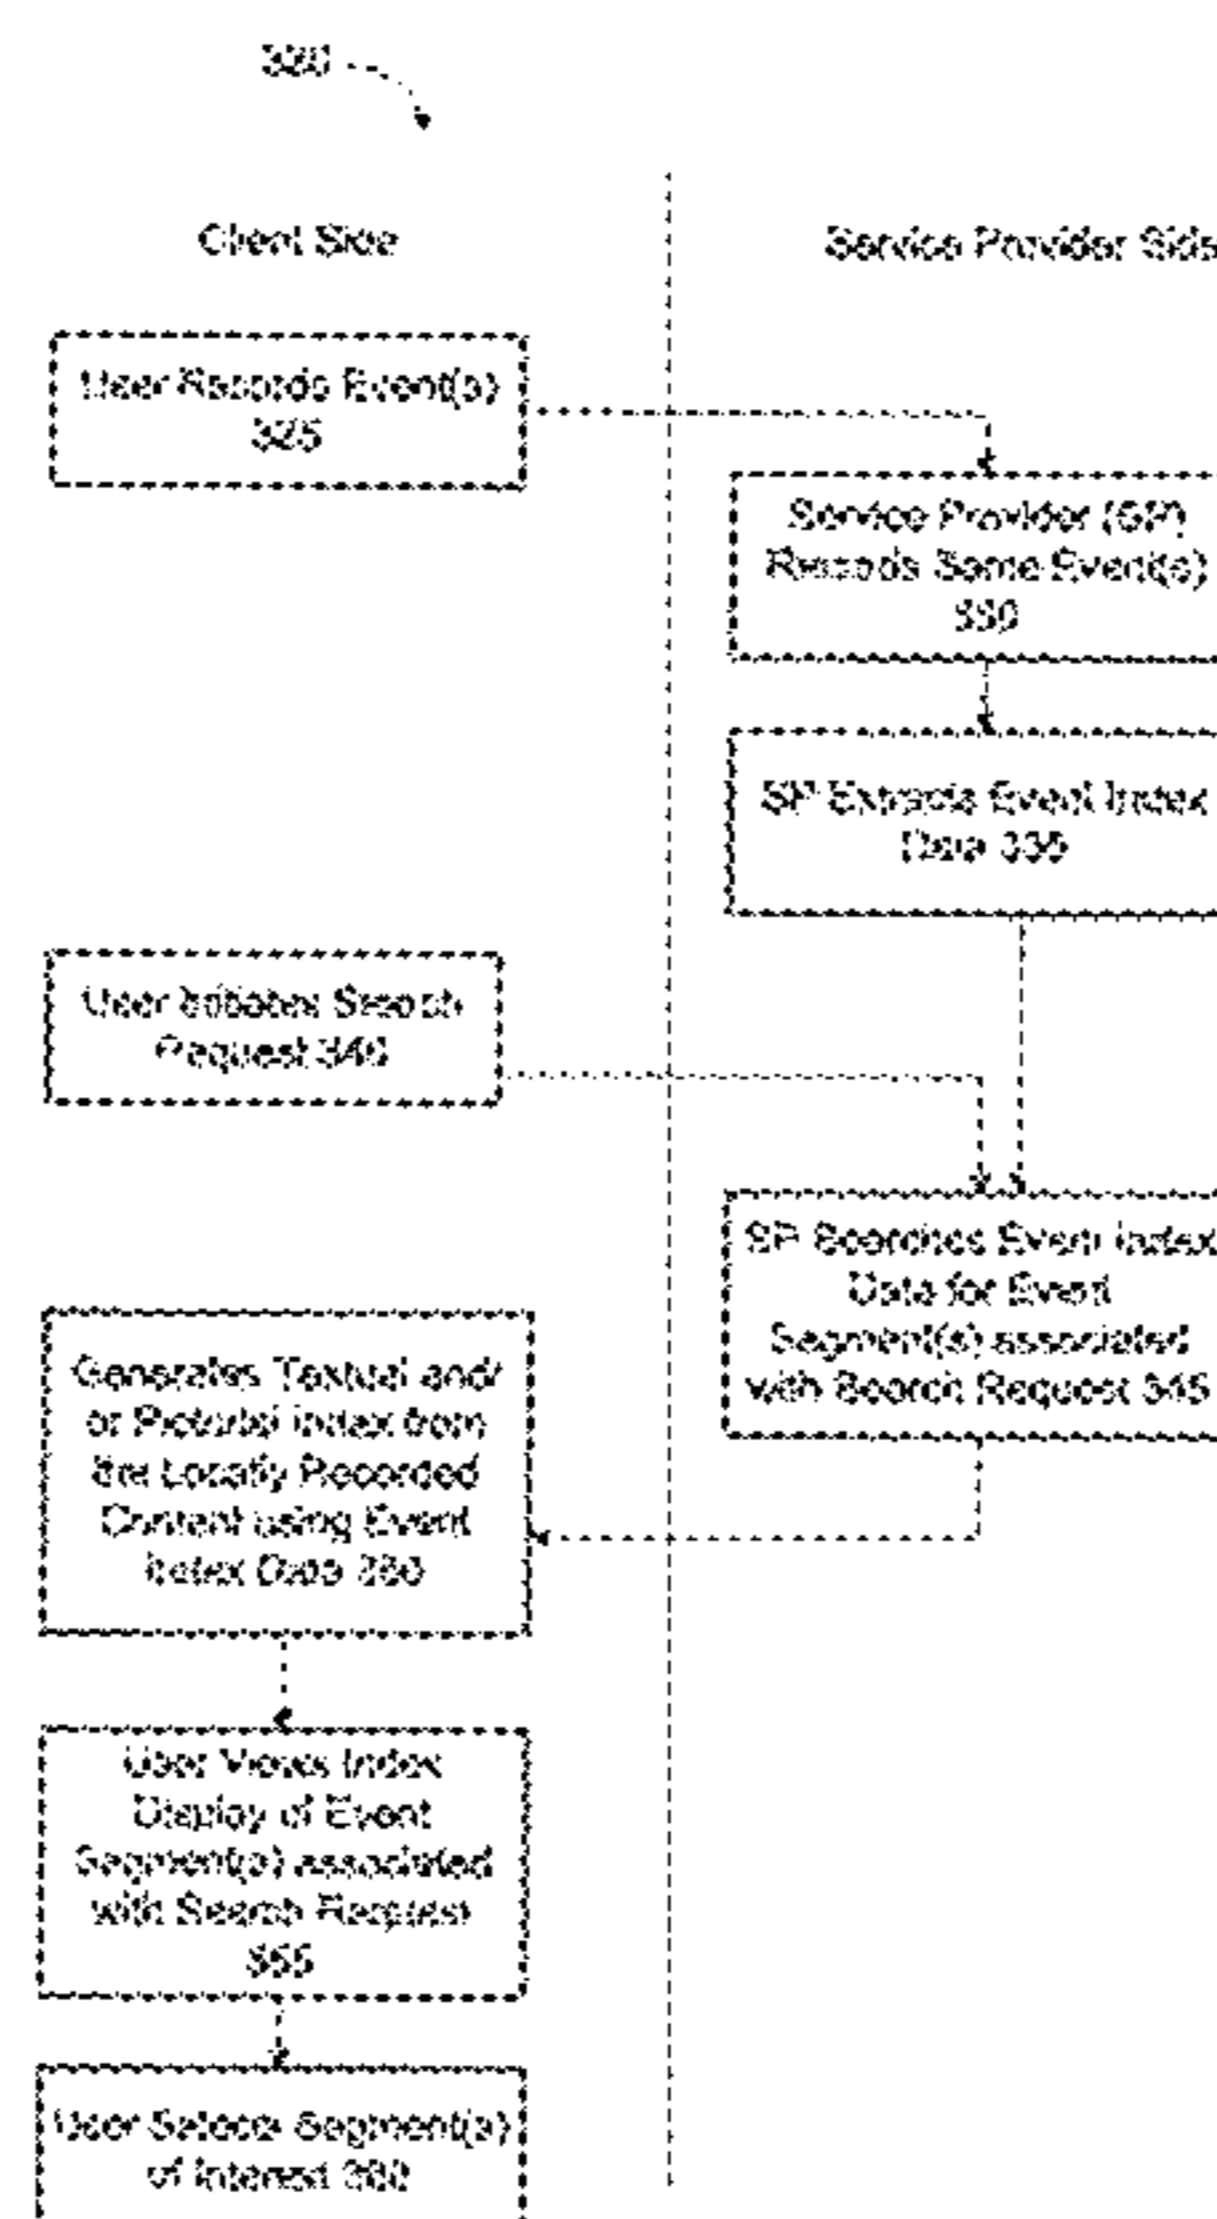 320
Client Side
Service Provider Side
User Records Event(s)
325
Service Provider (SP)
Records Same Event(s)
330
SP Extracts Event Index
Data 335
User Initiates Search
Request 340
SP Searches Event Index
Data for Event
Segment(s) associated
with Search Request 345
Generates Textual and/
or Pictorial Index from
the Locally Recorded
Content using Event
Index Data 350
User Views Index
Display of Event
Segment(s) associated
with Search Request
355
User Selects Segment(s)
of Interest 360